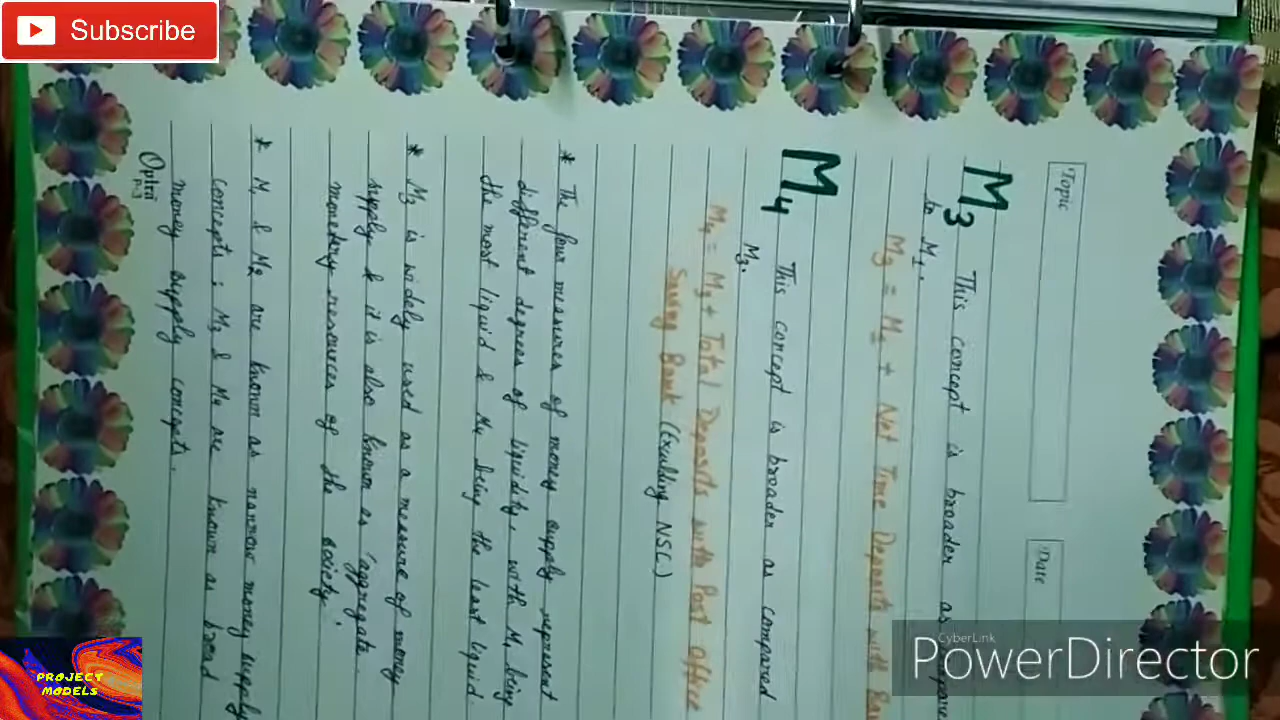 Subscribe
Topic
Date
M3 This concept is broader as
to M1.
M3 = M1 + Net Time Deposits with
M4 This concept is broader as compared
M3.
M4 = M3 + Total Deposits with Post office
Saving Bank (Exulding NSC)
* The four measures of money supply represent
different degrees of liquidity, with M1 being
the most liquid & M4 being the least liquid.
* M3 is widely used as a measure of money
supply & it is also known as 'aggregate
monetary resources of the society'.
* M1 & M2 are known as narrow money supply
concepts; M3 & M4 are known as broad
money supply concepts.
CyberLink
PowerDirector
PROJECT
MODELS